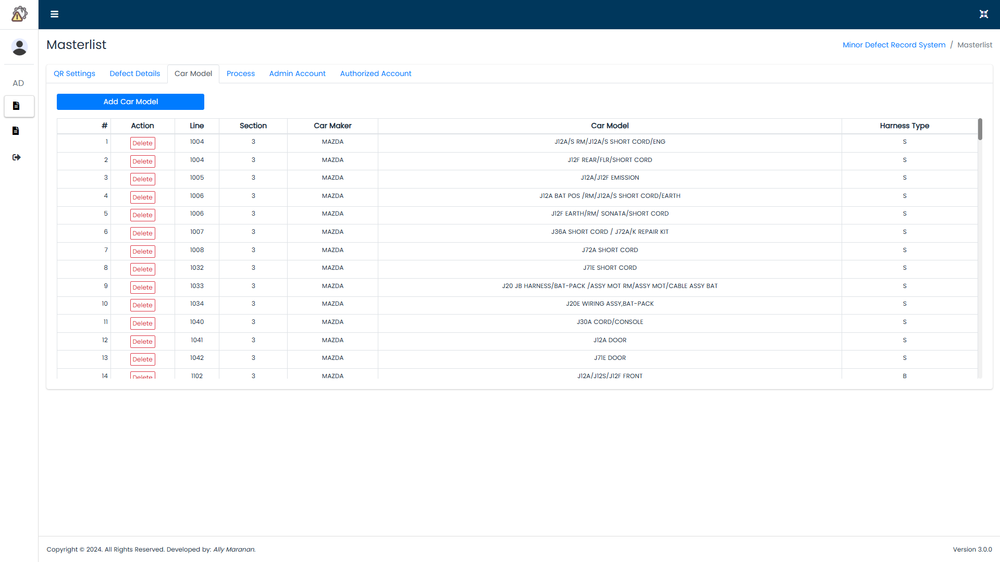 Masterlist
Minor Defect Record System / Masterlist
AD
QR Settings Defect Details Car Model Process Admin Account Authorized Account
Add Car Model
# Action Line Section Car Maker Car Model Harness Type
1 Delete 1004 3 MAZDA J12A/S RM/J12A/S SHORT CORD/ENG S
2 Delete 1004 3 MAZDA J12F REAR/FLR/SHORT CORD S
3 Delete 1005 3 MAZDA J12A/J12F EMISSION S
4 Delete 1006 3 MAZDA J12A BAT POS /RM/J12A/S SHORT CORD/EARTH S
5 Delete 1006 3 MAZDA J12F EARTH/RM/ SONATA/SHORT CORD S
6 Delete 1007 3 MAZDA J36A SHORT CORD / J72A/K REPAIR KIT S
7 Delete 1008 3 MAZDA J72A SHORT CORD S
8 Delete 1032 3 MAZDA J71E SHORT CORD S
9 Delete 1033 3 MAZDA J20 JB HARNESS/BAT-PACK /ASSY MOT RM/ASSY MOT/CABLE ASSY BAT S
10 Delete 1034 3 MAZDA J20E WIRING ASSY,BAT-PACK S
11 Delete 1040 3 MAZDA J30A CORD/CONSOLE S
12 Delete 1041 3 MAZDA J12A DOOR S
13 Delete 1042 3 MAZDA J71E DOOR S
14 Delete 1102 3 MAZDA J12A/J12S/J12F FRONT B
Copyright © 2024. All Rights Reserved. Developed by: Ally Maranan.
Version 3.0.0